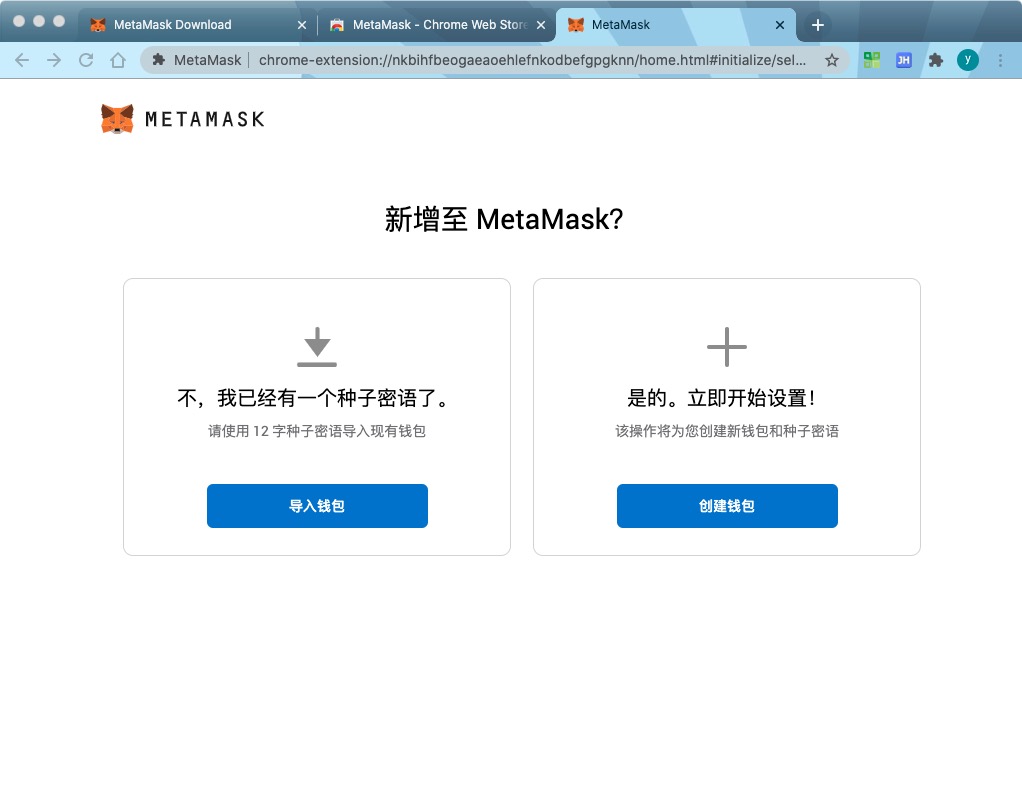 MetaMask Download
MetaMask - Chrome Web Store
MetaMask
MetaMask
chrome-extension://nkbihfbeogaeaoehlefnkodbefgpgknn/home.html#initialize/sel...
JH
y
METAMASK
新增至 MetaMask?
不，我已经有一个种子密语了。
请使用 12 字种子密语导入现有钱包
导入钱包
是的。立即开始设置！
该操作将为您创建新钱包和种子密语
创建钱包